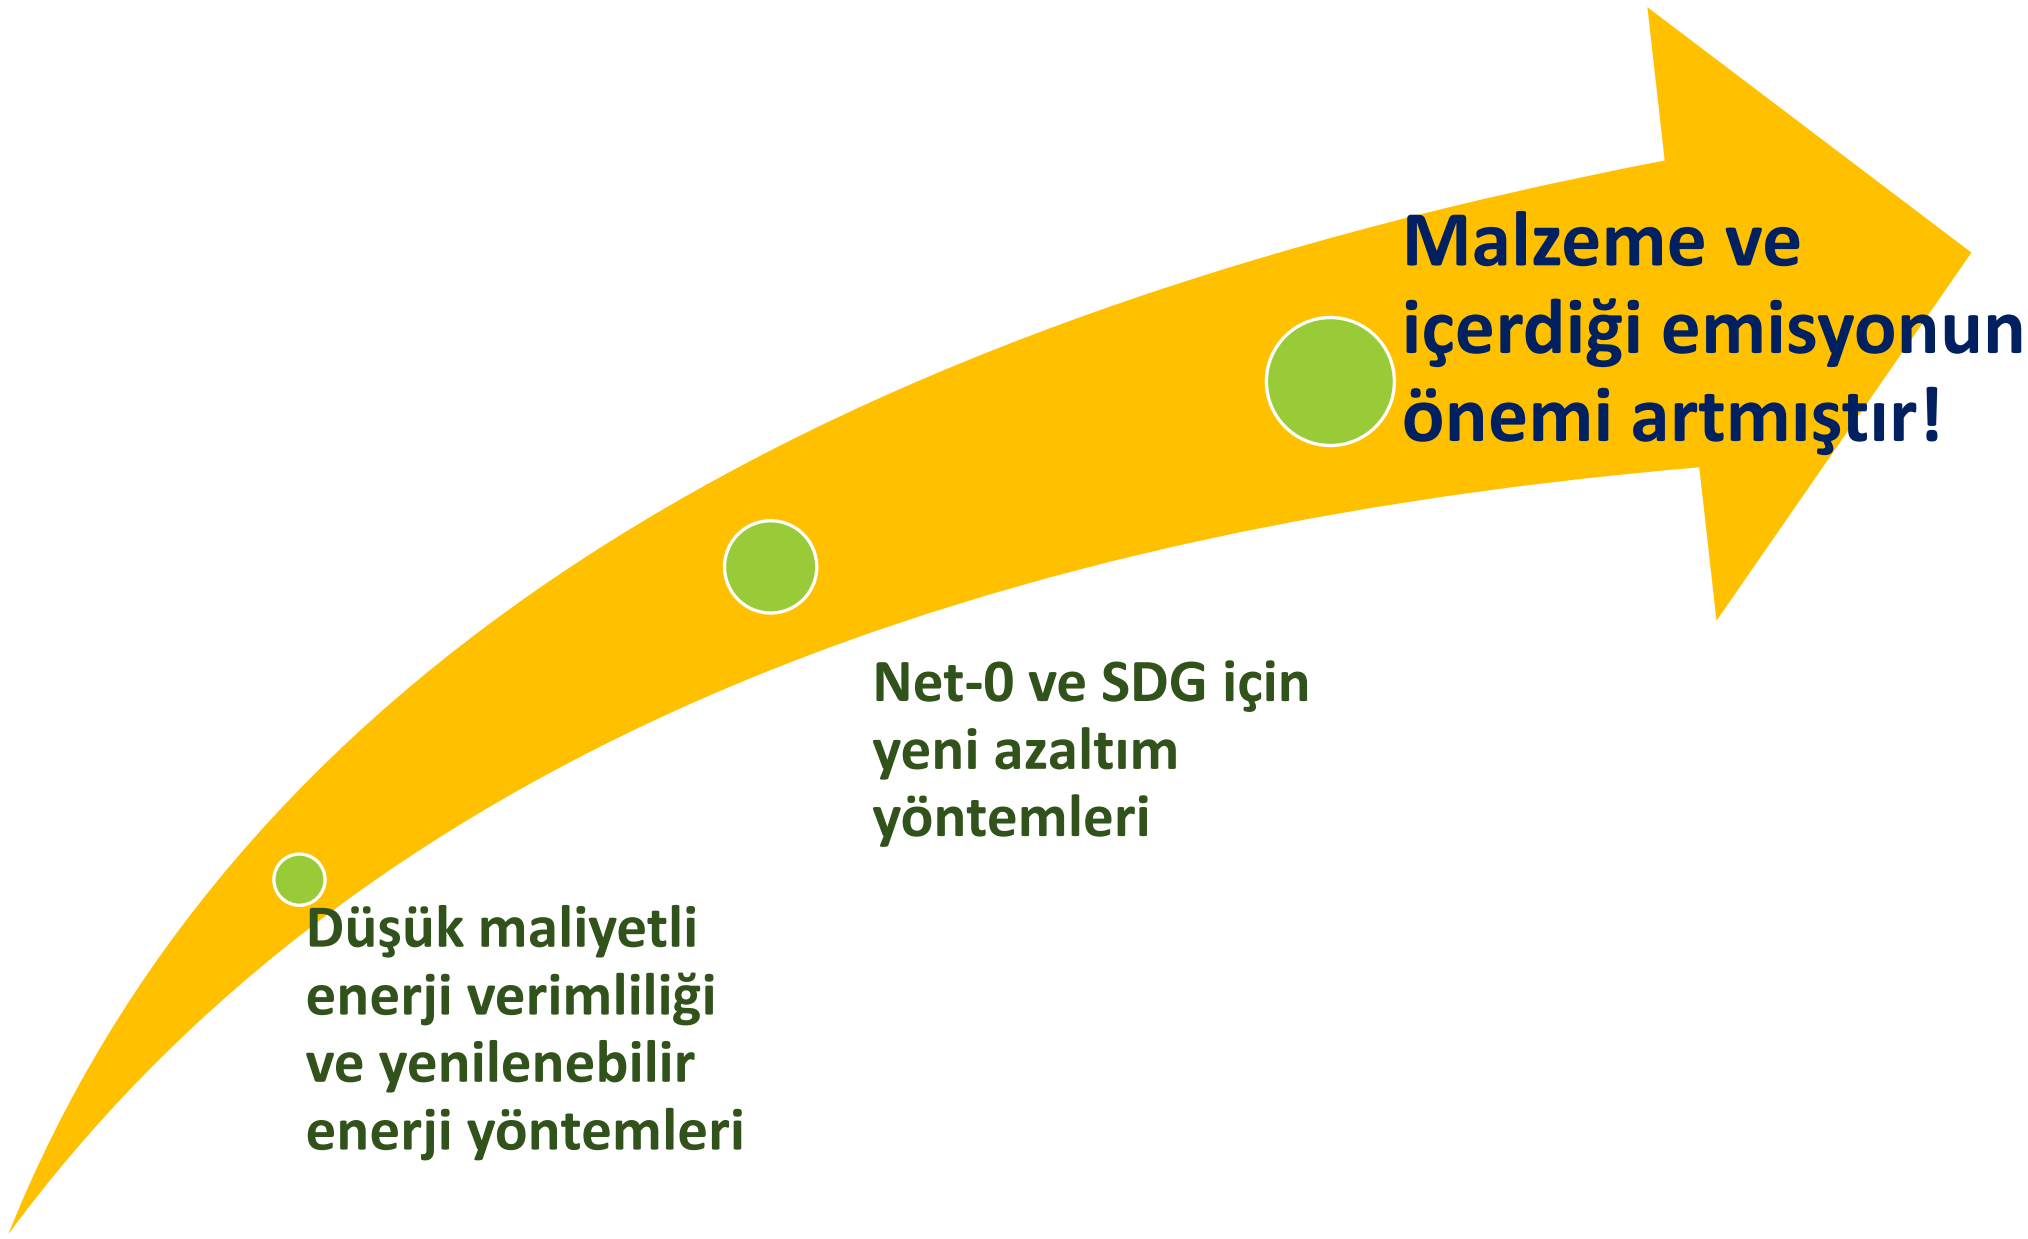 Malzeme ve
içerdiği emisyonun
önemi artmıştır!
Net-0 ve SDG için
yeni azaltım
yöntemleri
Düşük maliyetli
enerji verimliliği
ve yenilenebilir
enerji yöntemleri